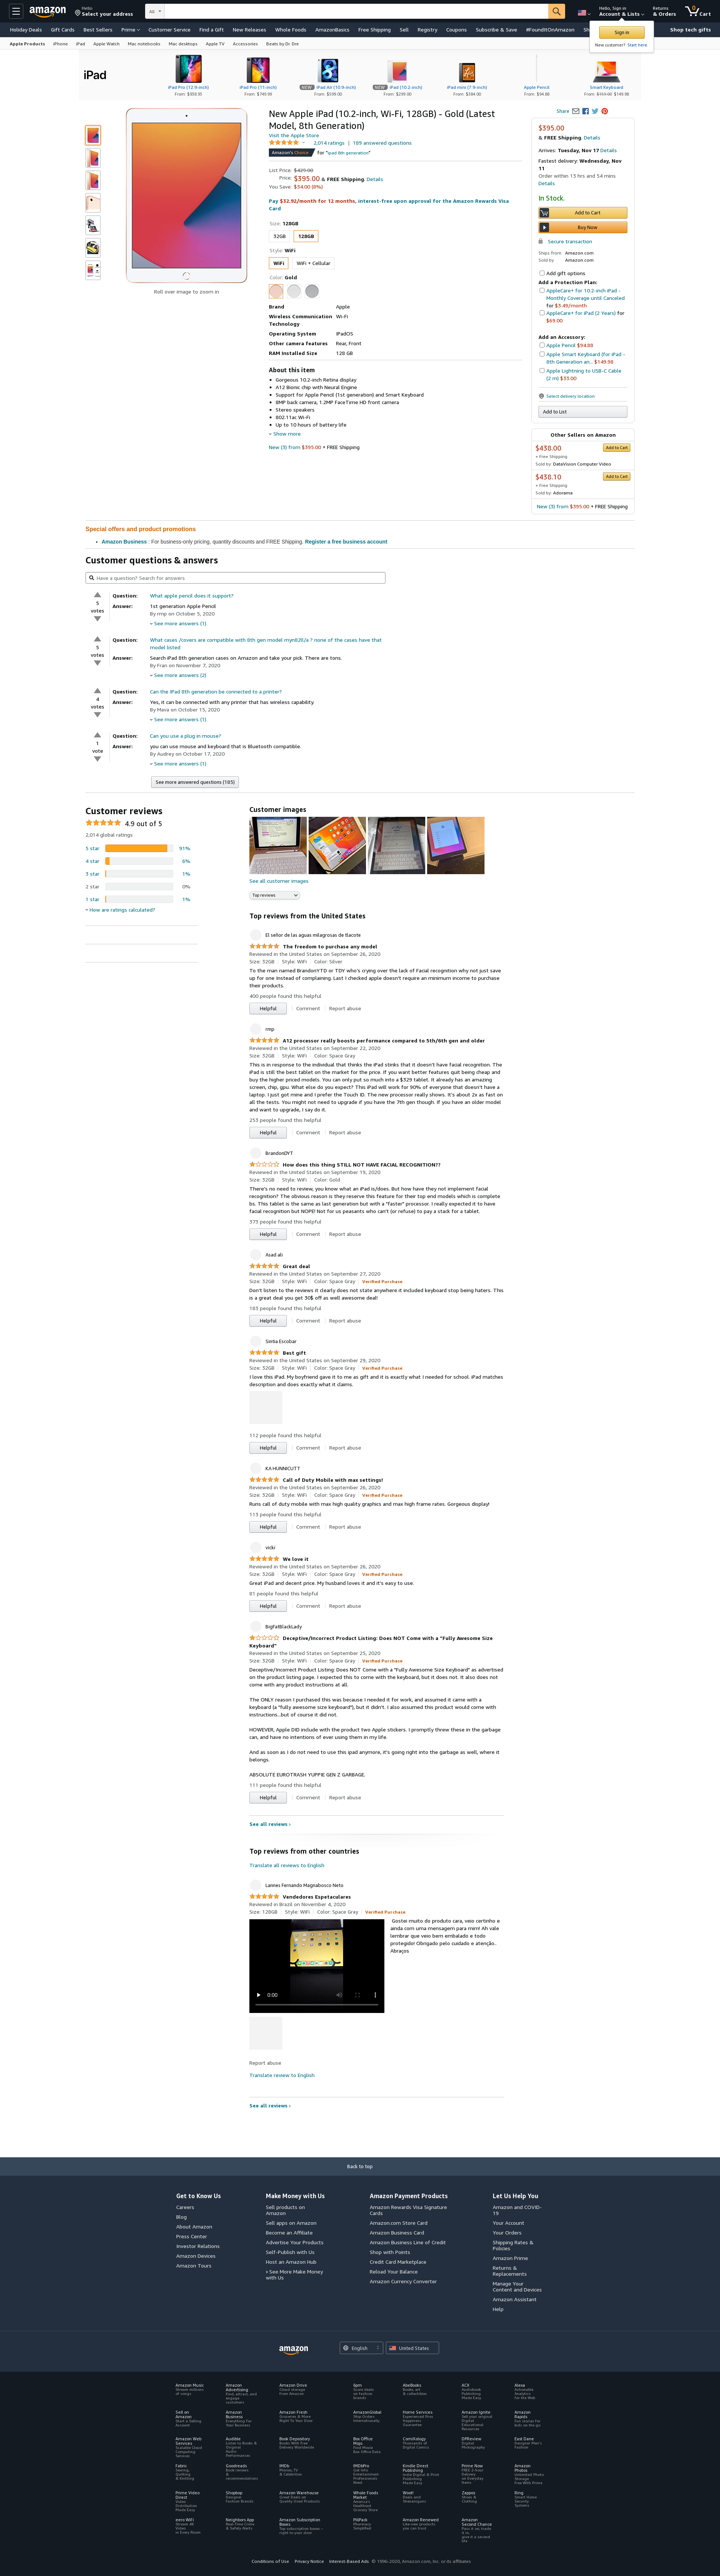 Hello
Select your address
All
Hello, Sign in
Account & Lists
Returns
& Orders
0
Cart
Holiday Deals Gift Cards Best Sellers Prime Customer Service Find a Gift New Releases Whole Foods AmazonBasics Free Shipping Sell Registry Coupons Subscribe & Save #FoundItOnAmazon Shop tech gifts
Sign in
New customer? Start here.
Apple Products iPhone iPad Apple Watch Mac notebooks Mac desktops Apple TV Accessories Beats by Dr. Dre
iPad
iPad Pro (12.9-inch)
iPad Pro (11-inch)
From: $749.99
NEW iPad Air (10.9-inch)
From: $599.00
NEW iPad (10.2-inch)
From: $299.00
iPad mini (7.9-inch)
From: $384.00
Apple Pencil
From: $94.88
Smart Keyboard
Roll over image to zoom in
New Apple iPad (10.2-inch, Wi-Fi, 128GB) - Gold (Latest Model, 8th Generation)
Visit the Apple Store
2,014 ratings | 189 answered questions
Amazon's Choice for "ipad 8th generation"
List Price: $429.00
Price: $395.00 & FREE Shipping. Details
You Save: $34.00 (8%)
Pay $32.92/month for 12 months, interest-free upon approval for the Amazon Rewards Visa Card
Size: 128GB
32GB 128GB
Style: WiFi
WiFi WiFi + Cellular
Color: Gold
Brand Apple
Wireless Communication Technology Wi-Fi
Operating System IPadOS
Other camera features Rear, Front
RAM Installed Size 128 GB
About this item
Gorgeous 10.2-inch Retina display
A12 Bionic chip with Neural Engine
Support for Apple Pencil (1st generation) and Smart Keyboard
8MP back camera, 1.2MP FaceTime HD front camera
Stereo speakers
802.11ac Wi-Fi
Up to 10 hours of battery life
Show more
New (3) from $395.00 + FREE Shipping
Share
$395.00
& FREE Shipping. Details
Arrives: Tuesday, Nov 17 Details
Fastest delivery: Wednesday, Nov 11
Order within 13 hrs and 54 mins
Details
In Stock.
Add to Cart
Buy Now
Secure transaction
Ships from Amazon.com
Sold by Amazon.com
Add gift options
Add a Protection Plan:
AppleCare+ for 10.2-inch iPad - Monthly Coverage until Canceled for $3.49/month
AppleCare+ for iPad (2 Years) for $69.00
Add an Accessory:
Apple Pencil $94.88
Apple Smart Keyboard (for iPad - 8th Generation an... $149.98
Apple Lightning to USB-C Cable (2 m) $33.00
Select delivery location
Add to List
Other Sellers on Amazon
$438.00 Add to Cart
+ Free Shipping
Sold by: DataVision Computer Video
$438.10 Add to Cart
+ Free Shipping
Sold by: Adorama
New (3) from $395.00 + FREE Shipping
Special offers and product promotions
Amazon Business : For business-only pricing, quantity discounts and FREE Shipping. Register a free business account
Customer questions & answers
Have a question? Search for answers
5
votes
Question: What apple pencil does it support?
Answer: 1st generation Apple Pencil
By rmp on October 5, 2020
See more answers (1)
5
votes
Question: What cases /covers are compatible with 8th gen model myn62ll/a ? none of the cases have that model listed
Answer: Search iPad 8th generation cases on Amazon and take your pick. There are tons.
By Fran on November 7, 2020
See more answers (2)
4
votes
Question: Can the iPad 8th generation be connected to a printer?
Answer: Yes, it can be connected with any printer that has wireless capability.
By Mava on October 15, 2020
See more answers (1)
1
vote
Question: Can you use a plug in mouse?
Answer: you can use mouse and keyboard that is Bluetooth compatible.
By Audrey on October 17, 2020
See more answers (1)
See more answered questions (185)
Customer reviews
4.9 out of 5
2,014 global ratings
5 star 91%
4 star 6%
3 star 1%
2 star 0%
1 star 1%
How are ratings calculated?
Customer images
See all customer images
Top reviews
Top reviews from the United States
El señor de las aguas milagrosas de tlacote
The freedom to purchase any model
Reviewed in the United States on September 26, 2020
Size: 32GB Style: WiFi Color: Silver
To the man named BrandonYTD or TDY who's crying over the lack of Facial recognition why not just save up for one instead of complaining here? Last I checked apple doesn't require an minimum income to purchase their products.
400 people found this helpful
Helpful Comment Report abuse
rmp
A12 processor really boosts performance compared to 5th/6th gen and older
Reviewed in the United States on September 22, 2020
Size: 32GB Style: WiFi Color: Space Gray
This is in response to the individual that thinks the iPad stinks that it doesn't have facial recognition. The iPad is still the best tablet on the market for the price. If you want better features quit being cheap and buy the higher end models. You can only put so much into a $329 tablet. It already has an amazing screen, chip, gpu. What else do you expect? This iPad will work for 90% of everyone that doesn't have a large ego. I just got mine and I prefer the Touch ID. The new processor really shines. It's about 2x as fast on all my tests. You might not need to upgrade if you have the 7th gen though. If you have any older model and want to upgrade, I say do it.
253 people found this helpful
Helpful Comment Report abuse
BrandonDYT
How does this thing STILL NOT HAVE FACIAL RECOGNITION??
Reviewed in the United States on September 19, 2020
Size: 32GB Style: WiFi Color: Gold
There's no need to review, you know what an iPad is/does. But how have they not implement facial recognition? The obvious reason is they reserve that feature for their top end models which is complete bs. This tablet is the same as last generation but with a "faster" processor. I really expected it to have facial recognition but NOPE! Not for us peasants who can't (or refuse to) pay a stack for a tablet.
373 people found this helpful
Helpful Comment Report abuse
Asad ali
Great deal
Reviewed in the United States on September 27, 2020
Size: 32GB Style: WiFi Color: Space Gray Verified Purchase
Don't listen to the reviews it clearly does not state anywhere it included keyboard stop being haters. This is a great deal you get 30$ off as well awesome deal!
183 people found this helpful
Helpful Comment Report abuse
Sintia Escobar
Best gift
Reviewed in the United States on September 29, 2020
Size: 32GB Style: WiFi Color: Space Gray Verified Purchase
I love this iPad. My boyfriend gave it to me as gift and it is exactly what I needed for school. iPad matches description and does exactly what it claims.
112 people found this helpful
Helpful Comment Report abuse
KA HUNNICUTT
Call of Duty Mobile with max settings!
Reviewed in the United States on September 26, 2020
Size: 32GB Style: WiFi Color: Space Gray Verified Purchase
Runs call of duty mobile with max high quality graphics and max high frame rates. Gorgeous display!
113 people found this helpful
Helpful Comment Report abuse
vicki
We love it
Reviewed in the United States on September 26, 2020
Size: 32GB Style: WiFi Color: Space Gray Verified Purchase
Great iPad and decent price. My husband loves it and it's easy to use.
81 people found this helpful
Helpful Comment Report abuse
BigFatBlackLady
Deceptive/Incorrect Product Listing: Does NOT Come with a "Fully Awesome Size Keyboard"
Reviewed in the United States on September 25, 2020
Size: 32GB Style: WiFi Color: Space Gray Verified Purchase
Deceptive/Incorrect Product Listing: Does NOT Come with a "Fully Awesome Size Keyboard" as advertised on the product listing page. I expected this to come with the keyboard, but it does not. It does not come with any product instructions at all.
The ONLY reason I purchased this was because I needed it for work, and assumed it came with a keyboard (a "fully awesome size keyboard"), but it didn't. I also assumed this product would come with instructions...but of course it did not.
HOWEVER, Apple DID include with the product two Apple stickers. I promptly threw these in the garbage can, and have no intentions of ever using them in my life.
And as soon as I do not need to use this ipad anymore, it's going right into the garbage as well, where it belongs.
ABSOLUTE EUROTRASH YUPPIE GEN Z GARBAGE.
111 people found this helpful
Helpful Comment Report abuse
See all reviews ›
Top reviews from other countries
Translate all reviews to English
Lannes Fernando Magnabosco Neto
Vendedores Espetaculares
Reviewed in Brazil on November 4, 2020
Size: 128GB Style: WiFi Color: Space Gray Verified Purchase
0:00
Gostei muito do produto cara, veio certinho e ainda com uma mensagem para mim! Ah vale lembrar que veio bem embalado e todo protegido! Obrigado pelo cuidado e atenção.. Abraços
Report abuse
Translate review to English
See all reviews ›
Back to top
Get to Know Us
Careers
Blog
About Amazon
Press Center
Investor Relations
Amazon Devices
Amazon Tours
Make Money with Us
Sell products on Amazon
Sell apps on Amazon
Become an Affiliate
Advertise Your Products
Self-Publish with Us
Host an Amazon Hub
› See More Make Money with Us
Amazon Payment Products
Amazon Rewards Visa Signature Cards
Amazon.com Store Card
Amazon Business Card
Amazon Business Line of Credit
Shop with Points
Credit Card Marketplace
Reload Your Balance
Amazon Currency Converter
Let Us Help You
Amazon and COVID-19
Your Account
Your Orders
Shipping Rates & Policies
Amazon Prime
Returns & Replacements
Manage Your Content and Devices
Amazon Assistant
Help
amazon
English
United States
Conditions of Use Privacy Notice Interest-Based Ads © 1996-2020, Amazon.com, Inc. or its affiliates